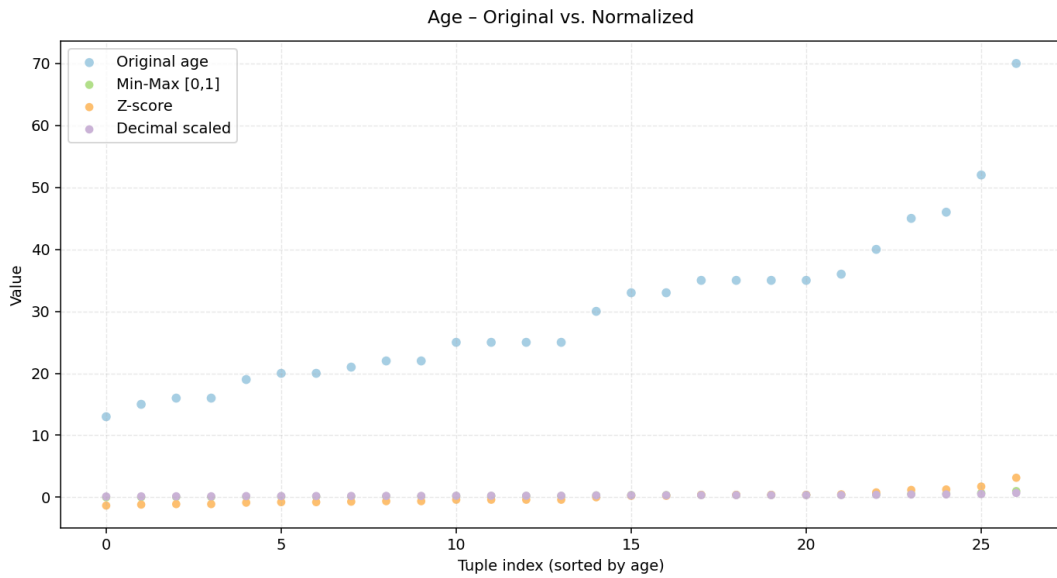 Age – Original vs. Normalized
Original age
Min-Max [0,1]
Z-score
Decimal scaled
70
60
50
40
30
20
10
0
Value
0 5 10 15 20 25
Tuple index (sorted by age)